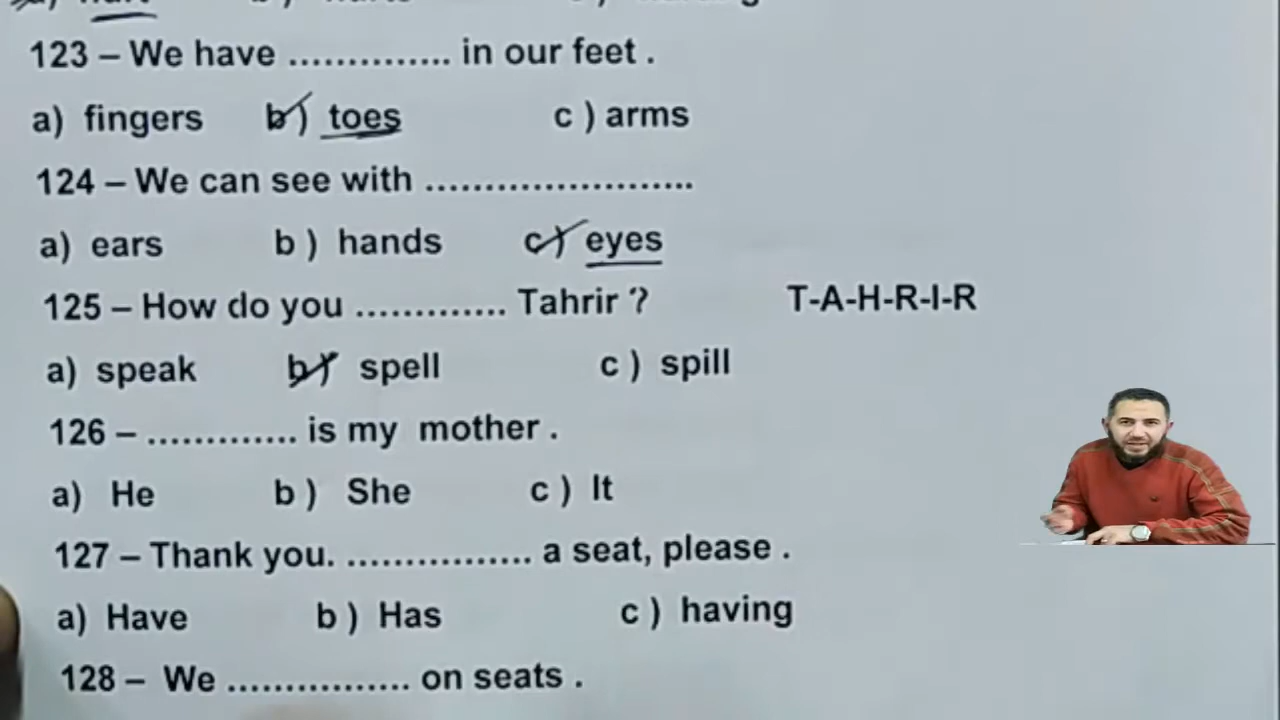 123 – We have .............. in our feet .
a) fingers b ) toes c ) arms
124 – We can see with .......................
a) ears b ) hands c ) eyes
125 – How do you ............. Tahrir ? T-A-H-R-I-R
a) speak b ) spell c ) spill
126 – ............. is my mother .
a) He b ) She c ) It
127 – Thank you. ................ a seat, please .
a) Have b ) Has c ) having
128 – We ................ on seats .